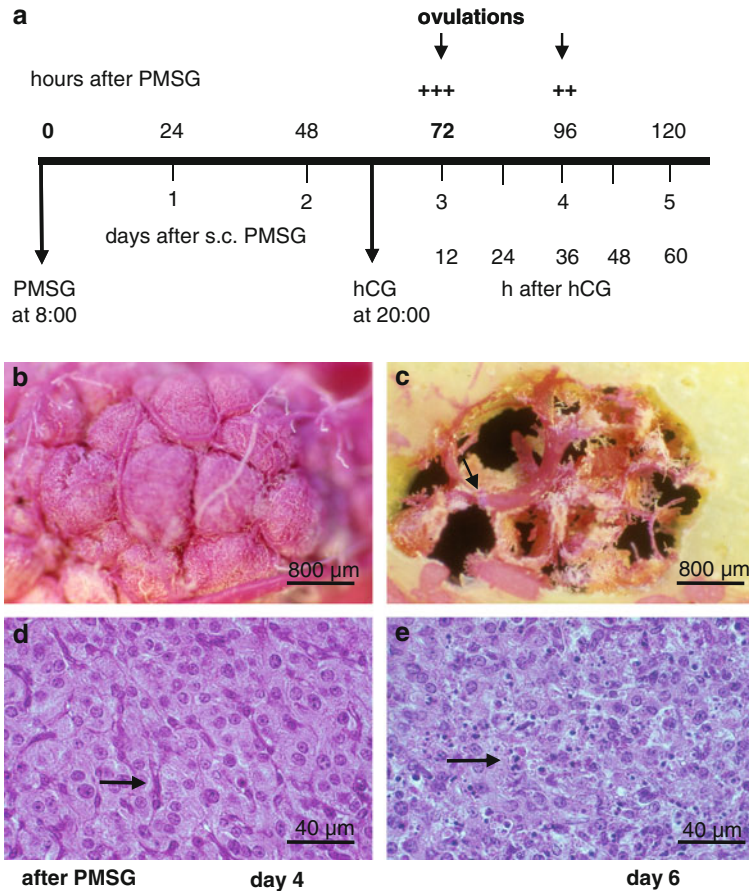 a
ovulations
hours after PMSG
+++ ++
0 24 48 72 96 120
1 2 3 4 5
days after s.c. PMSG
12 24 36 48 60
PMSG hCG h after hCG
at 8:00 at 20:00
b c
800 µm 800 µm
d e
40 µm 40 µm
after PMSG day 4 day 6